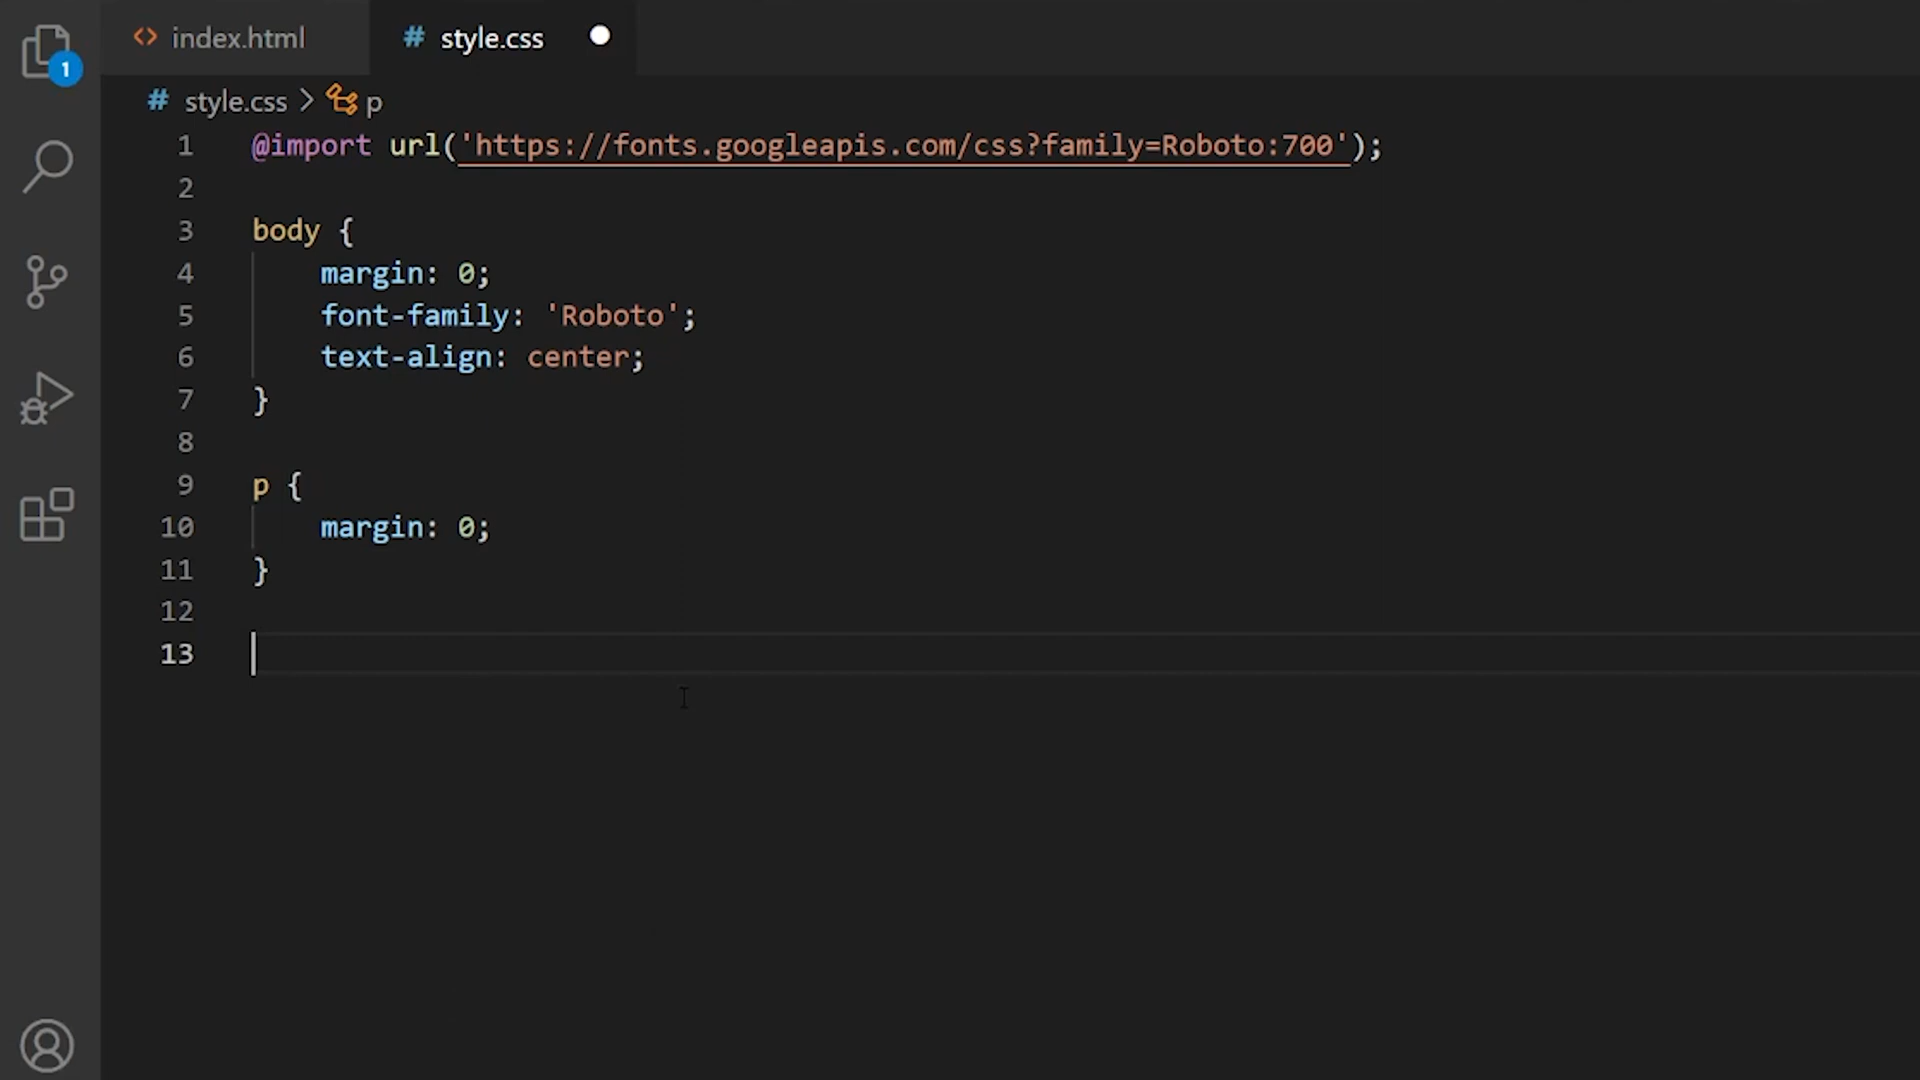 1
<> index.html
# style.css
# style.css > p
1 @import url('https://fonts.googleapis.com/css?family=Roboto:700');
2
3 body {
4     margin: 0;
5     font-family: 'Roboto';
6     text-align: center;
7 }
8
9 p {
10     margin: 0;
11 }
12
13